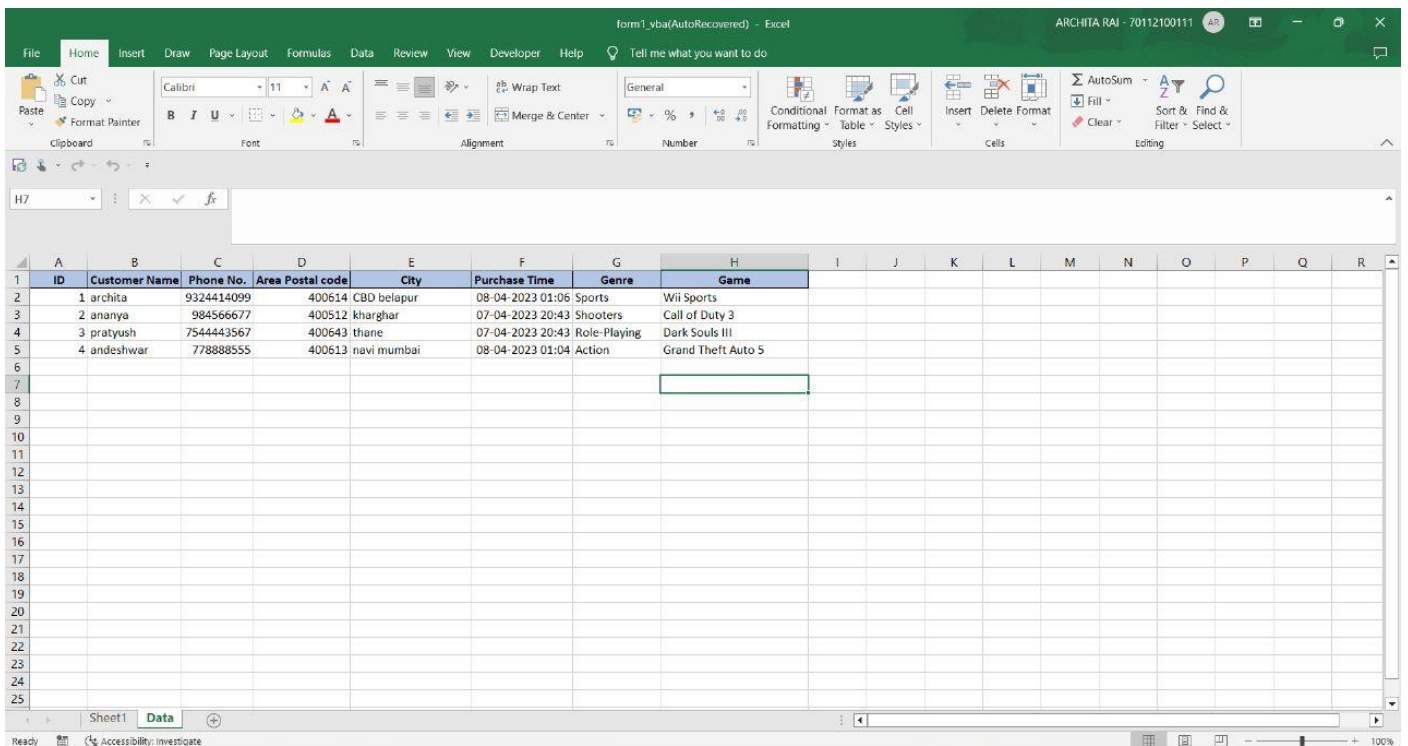 form1_vba(AutoRecovered) - Excel
ARCHITA RAI - 70112100111 AR
File Home Insert Draw Page Layout Formulas Data Review View Developer Help Tell me what you want to do
Cut Calibri 11 A A Wrap Text General AutoSum
Copy Fill
Paste Format Painter B I U A Merge & Center % , Conditional Format as Cell Insert Delete Format Clear Sort & Find &
Formatting Table Styles Filter Select
Clipboard Font Alignment Number Styles Cells Editing
H7 fx
A B C D E F G H I J K L M N O P Q R
1 ID Customer Name Phone No. Area Postal code City Purchase Time Genre Game
2 1 archita 9324414099 400614 CBD belapur 08-04-2023 01:06 Sports Wii Sports
3 2 ananya 984566677 400512 kharghar 07-04-2023 20:43 Shooters Call of Duty 3
4 3 pratyush 7544443567 400643 thane 07-04-2023 20:43 Role-Playing Dark Souls III
5 4 andeshwar 778888555 400613 navi mumbai 08-04-2023 01:04 Action Grand Theft Auto 5
6
7
8
9
10
11
12
13
14
15
16
17
18
19
20
21
22
23
24
25
Sheet1 Data
Ready Accessibility: Investigate 100%